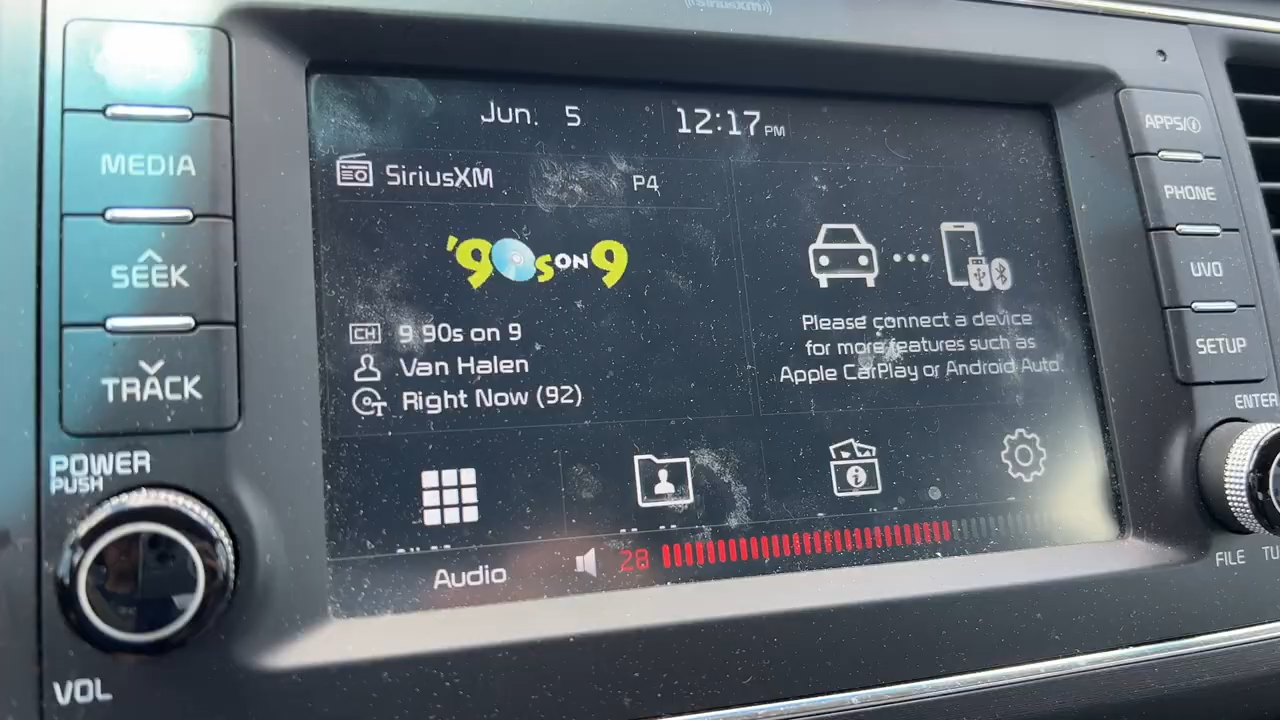 ((SiriusXM))
Jun. 5 12:17 PM
SiriusXM P4
'90s ON 9
CH 9 90s on 9
Van Halen
T Right Now (92)
Please connect a device
for more features such as
Apple CarPlay or Android Auto.
i
Audio 28
MEDIA
SEEK
TRACK
POWER
PUSH
VOL
APPS/i
PHONE
UVO
SETUP
ENTER
FILE